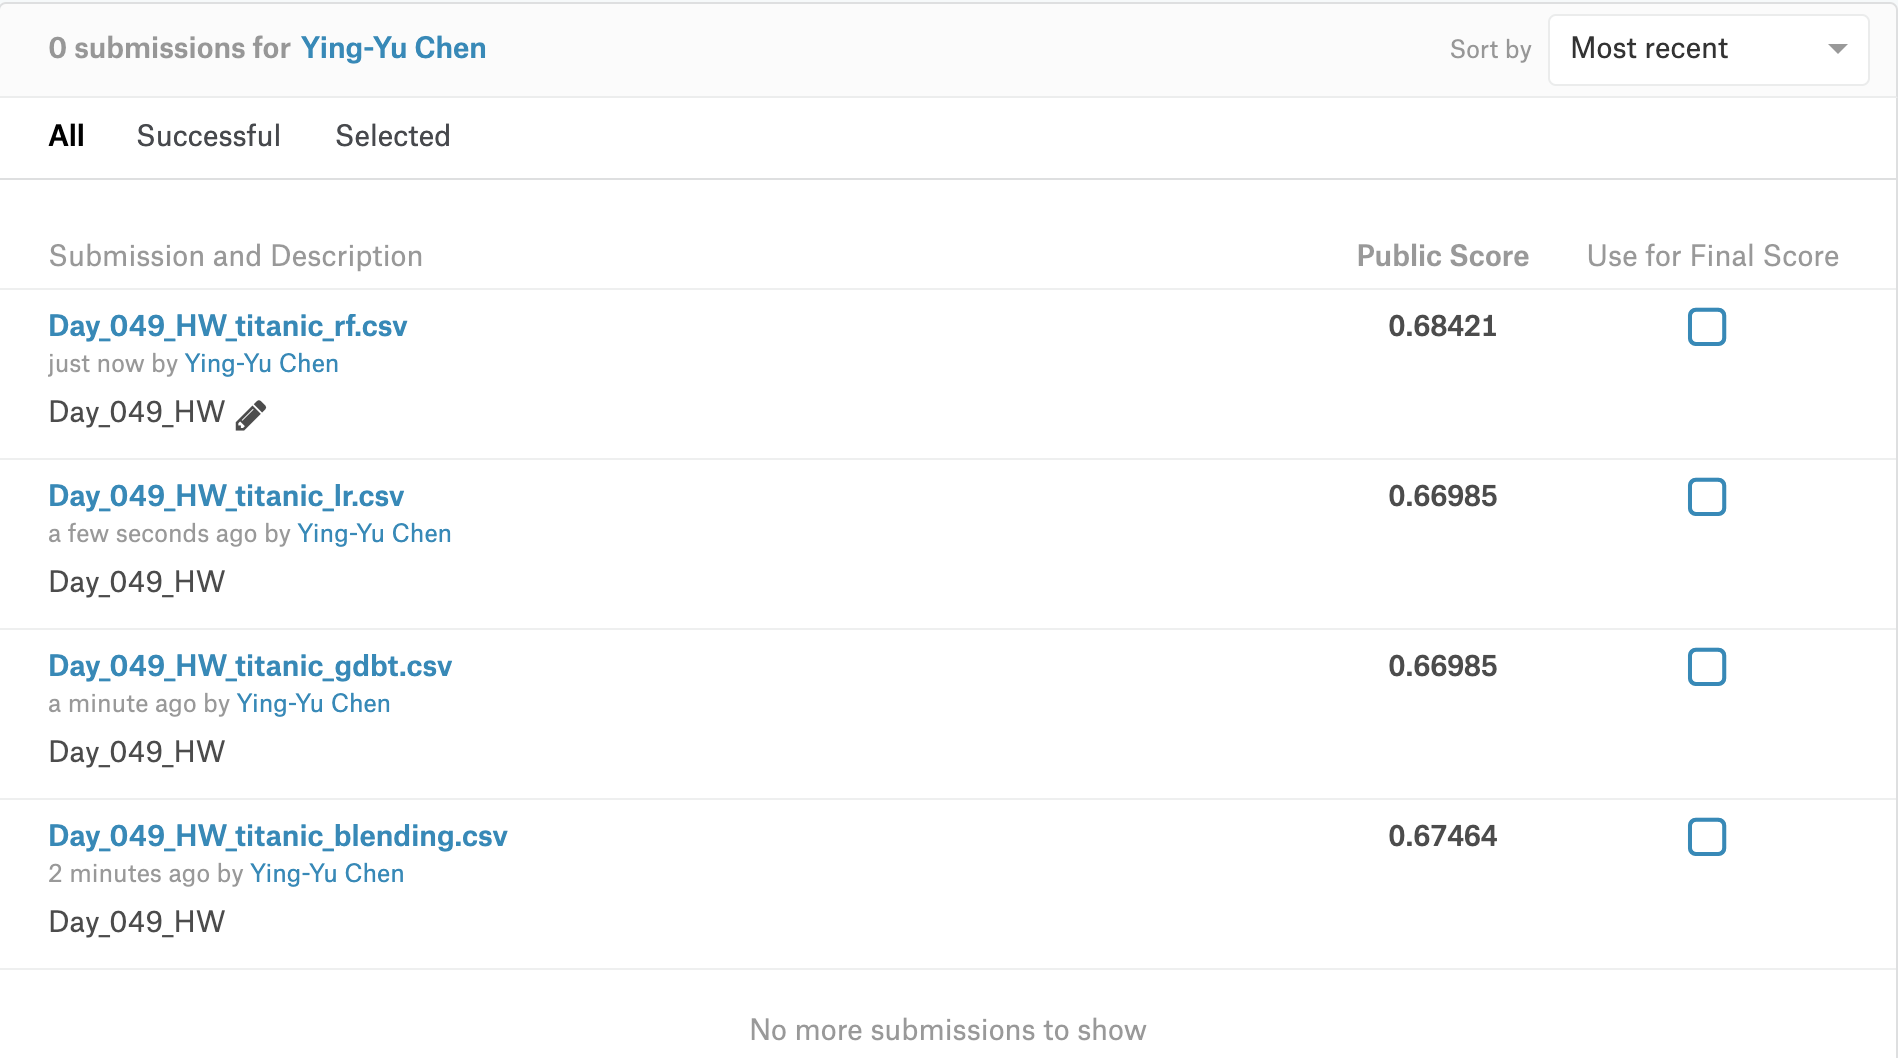 0 submissions for Ying-Yu Chen
Sort by Most recent
All Successful Selected
Submission and Description Public Score Use for Final Score
Day_049_HW_titanic_rf.csv 0.68421
just now by Ying-Yu Chen
Day_049_HW
Day_049_HW_titanic_lr.csv 0.66985
a few seconds ago by Ying-Yu Chen
Day_049_HW
Day_049_HW_titanic_gdbt.csv 0.66985
a minute ago by Ying-Yu Chen
Day_049_HW
Day_049_HW_titanic_blending.csv 0.67464
2 minutes ago by Ying-Yu Chen
Day_049_HW
No more submissions to show